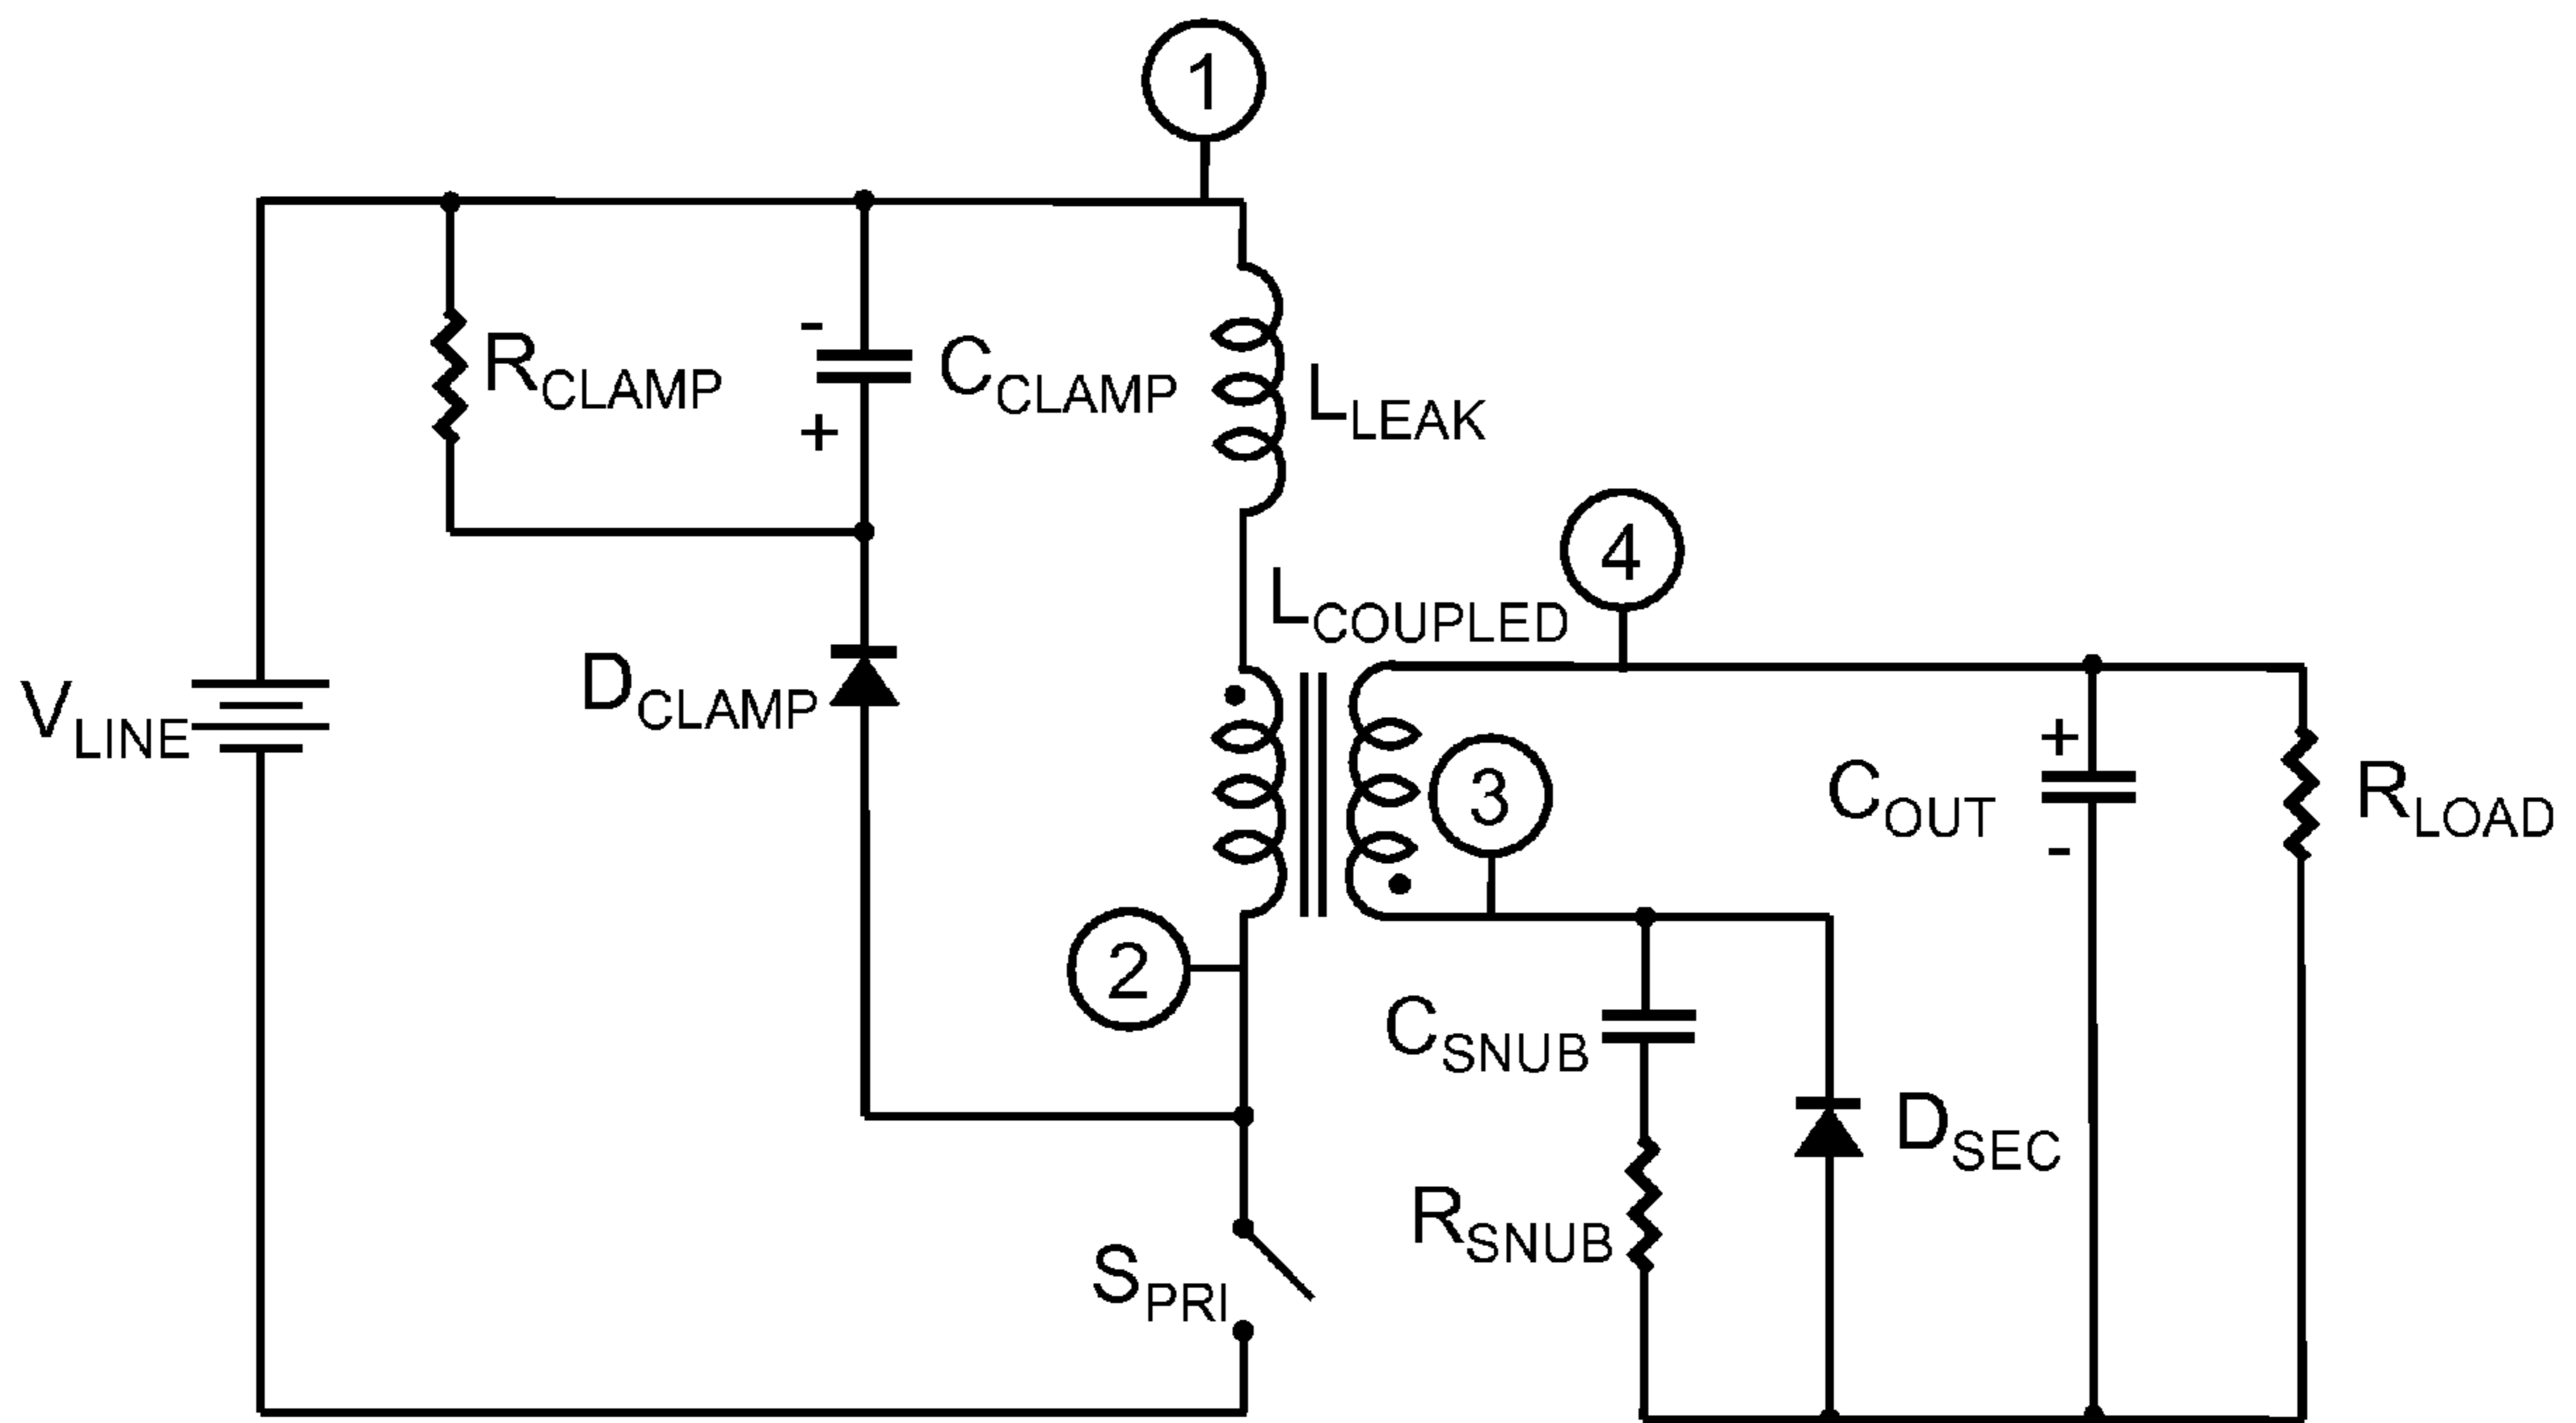 1
-
R_CLAMP
C_CLAMP
+
L_LEAK
4
L_COUPLED
V_LINE
D_CLAMP
+
3
C_OUT
R_LOAD
-
2
C_SNUB
D_SEC
R_SNUB
S_PRI